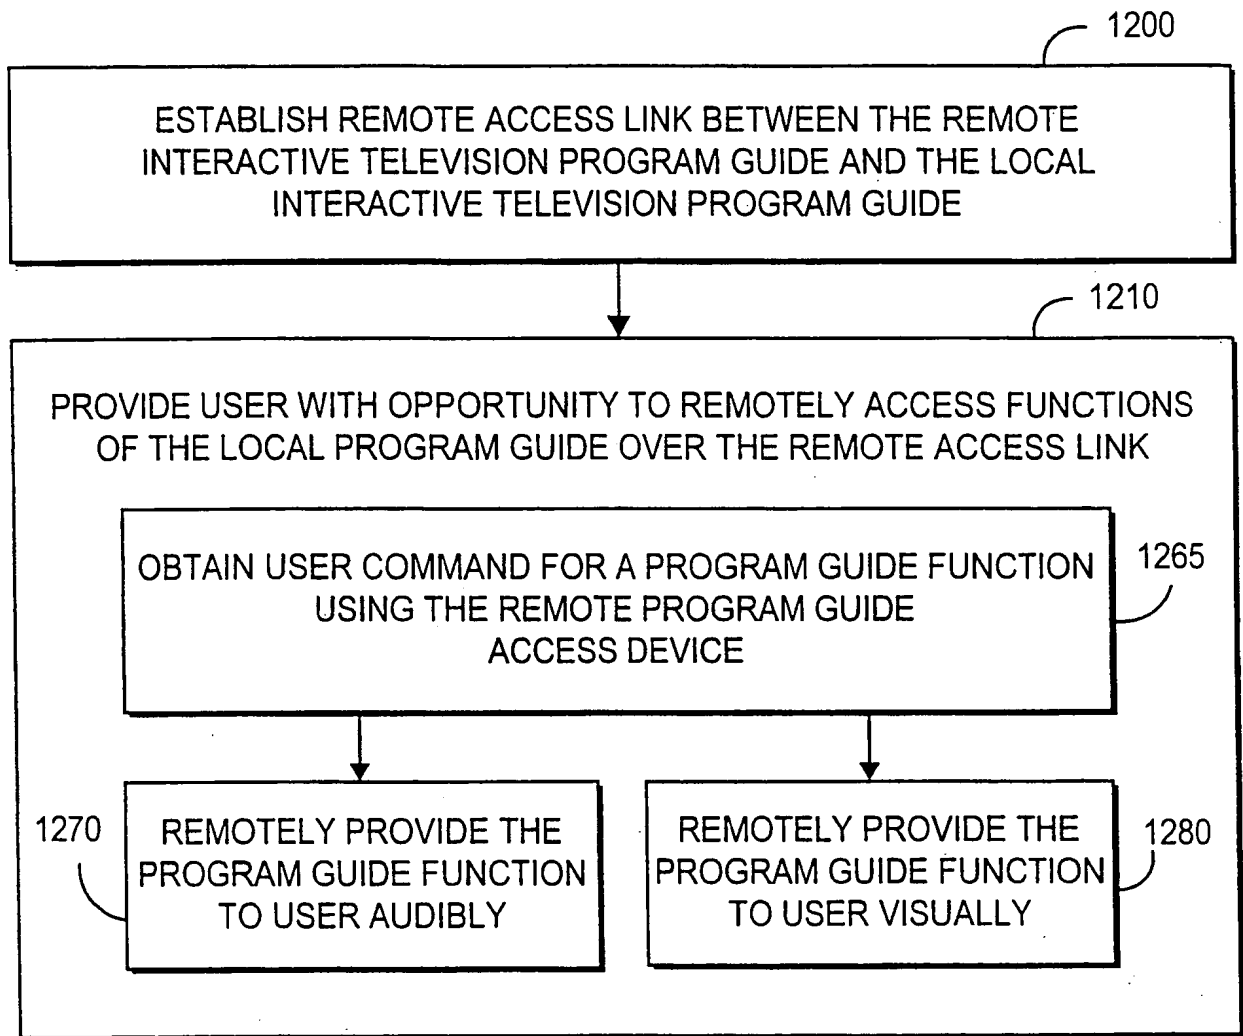 1200
ESTABLISH REMOTE ACCESS LINK BETWEEN THE REMOTE
INTERACTIVE TELEVISION PROGRAM GUIDE AND THE LOCAL
INTERACTIVE TELEVISION PROGRAM GUIDE
1210
PROVIDE USER WITH OPPORTUNITY TO REMOTELY ACCESS FUNCTIONS
OF THE LOCAL PROGRAM GUIDE OVER THE REMOTE ACCESS LINK
OBTAIN USER COMMAND FOR A PROGRAM GUIDE FUNCTION
USING THE REMOTE PROGRAM GUIDE
ACCESS DEVICE
1265
1270
REMOTELY PROVIDE THE
PROGRAM GUIDE FUNCTION
TO USER AUDIBLY
REMOTELY PROVIDE THE
PROGRAM GUIDE FUNCTION
TO USER VISUALLY
1280